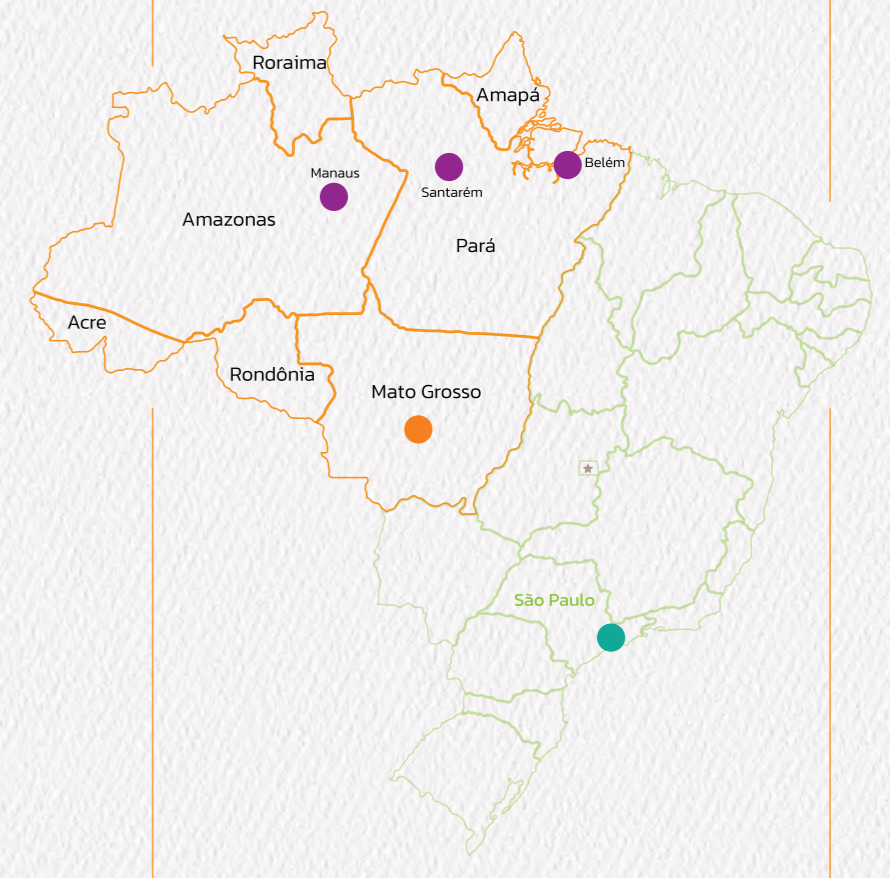 Roraima
Amapá
Belém
Manaus
Santarém
Amazonas
Pará
Acre
Rondônia
Mato Grosso
São Paulo